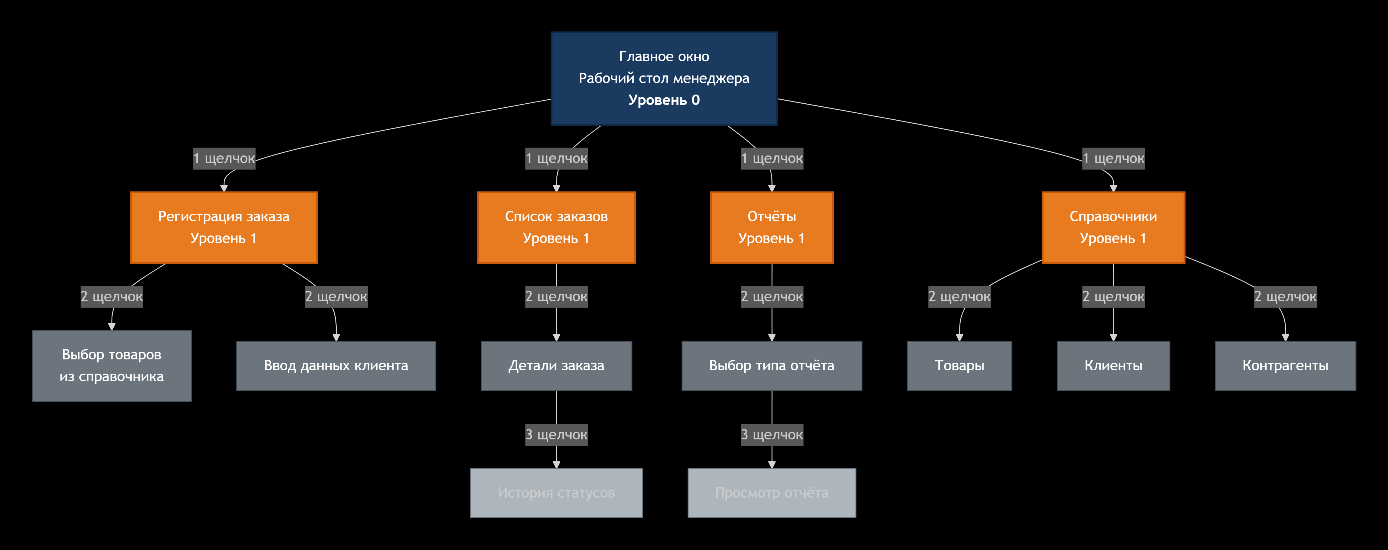 Главное окно
Рабочий стол менеджера
Уровень 0
1 щелчок
1 щелчок
1 щелчок
1 щелчок
Регистрация заказа
Уровень 1
Список заказов
Уровень 1
Отчёты
Уровень 1
Справочники
Уровень 1
2 щелчок
2 щелчок
2 щелчок
2 щелчок
2 щелчок
2 щелчок
2 щелчок
Выбор товаров
из справочника
Ввод данных клиента
Детали заказа
Выбор типа отчёта
Товары
Клиенты
Контрагенты
3 щелчок
3 щелчок
История статусов
Просмотр отчёта